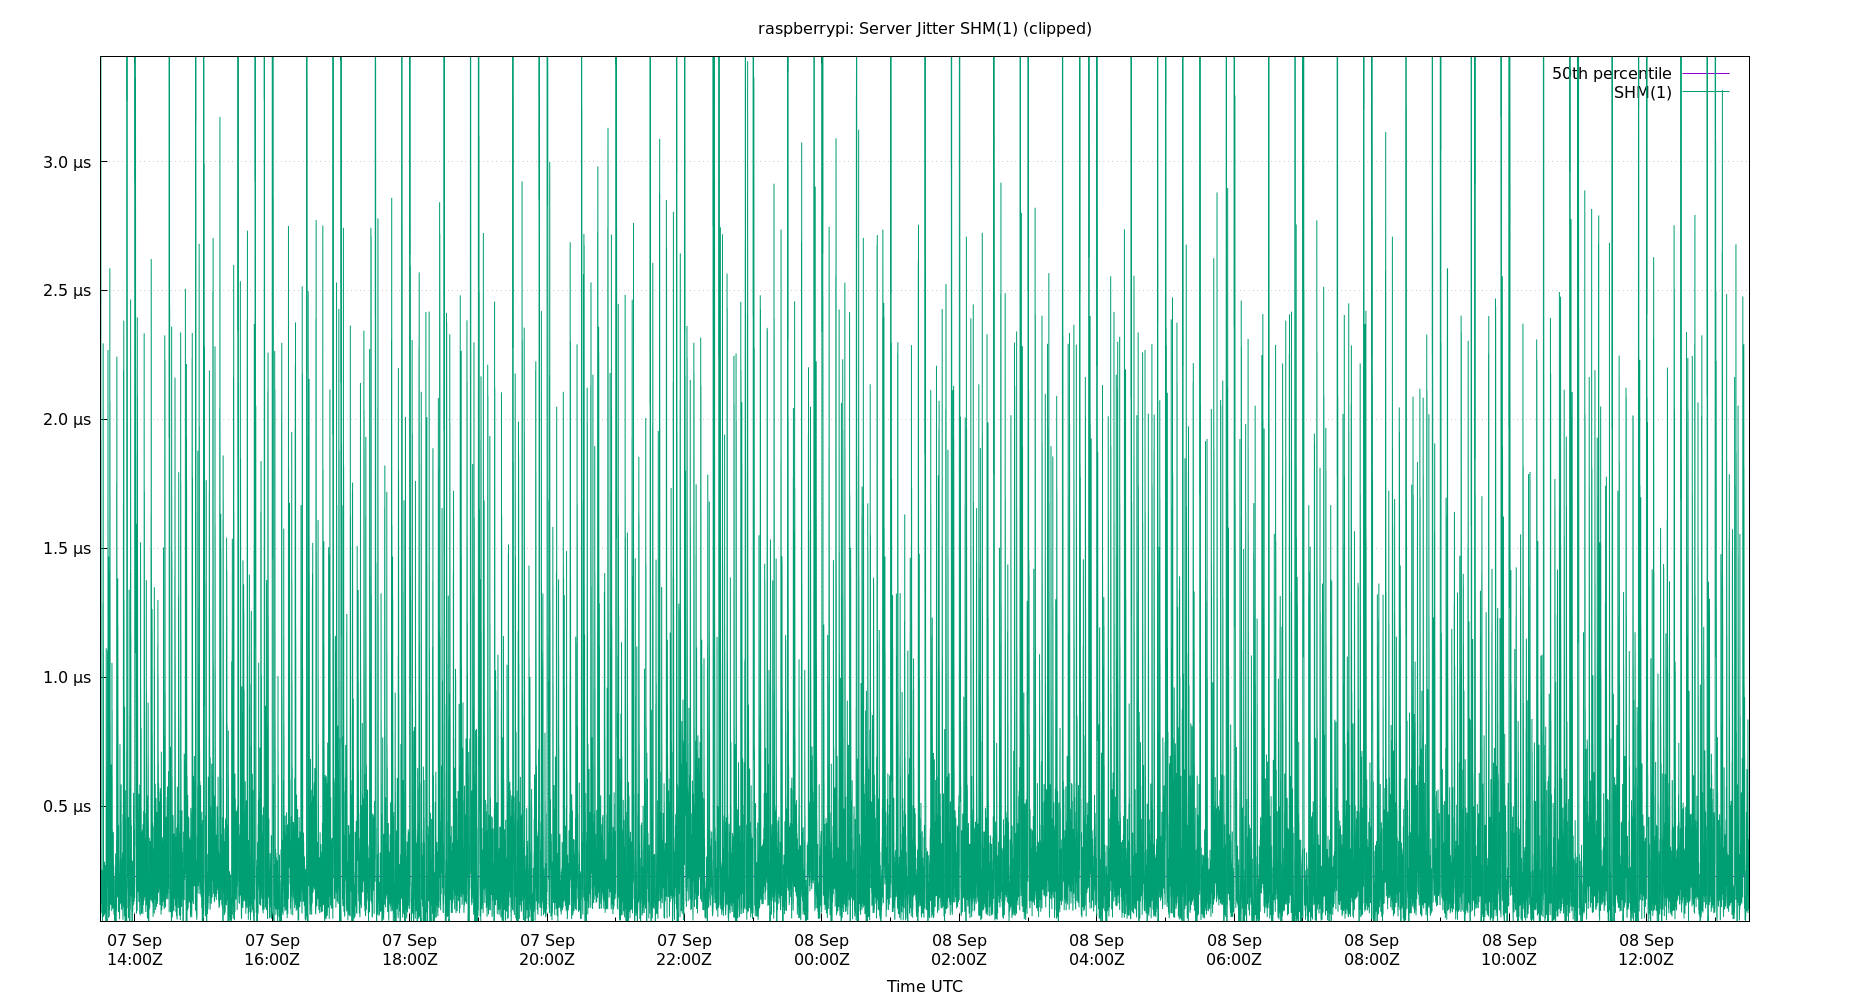 raspberrypi: Server Jitter SHM(1) (clipped)
50th percentile
SHM(1)
3.0 µs
2.5 µs
2.0 µs
1.5 µs
1.0 µs
0.5 µs
07 Sep 07 Sep 07 Sep 07 Sep 07 Sep 08 Sep 08 Sep 08 Sep 08 Sep 08 Sep 08 Sep 08 Sep
14:00Z 16:00Z 18:00Z 20:00Z 22:00Z 00:00Z 02:00Z 04:00Z 06:00Z 08:00Z 10:00Z 12:00Z
Time UTC